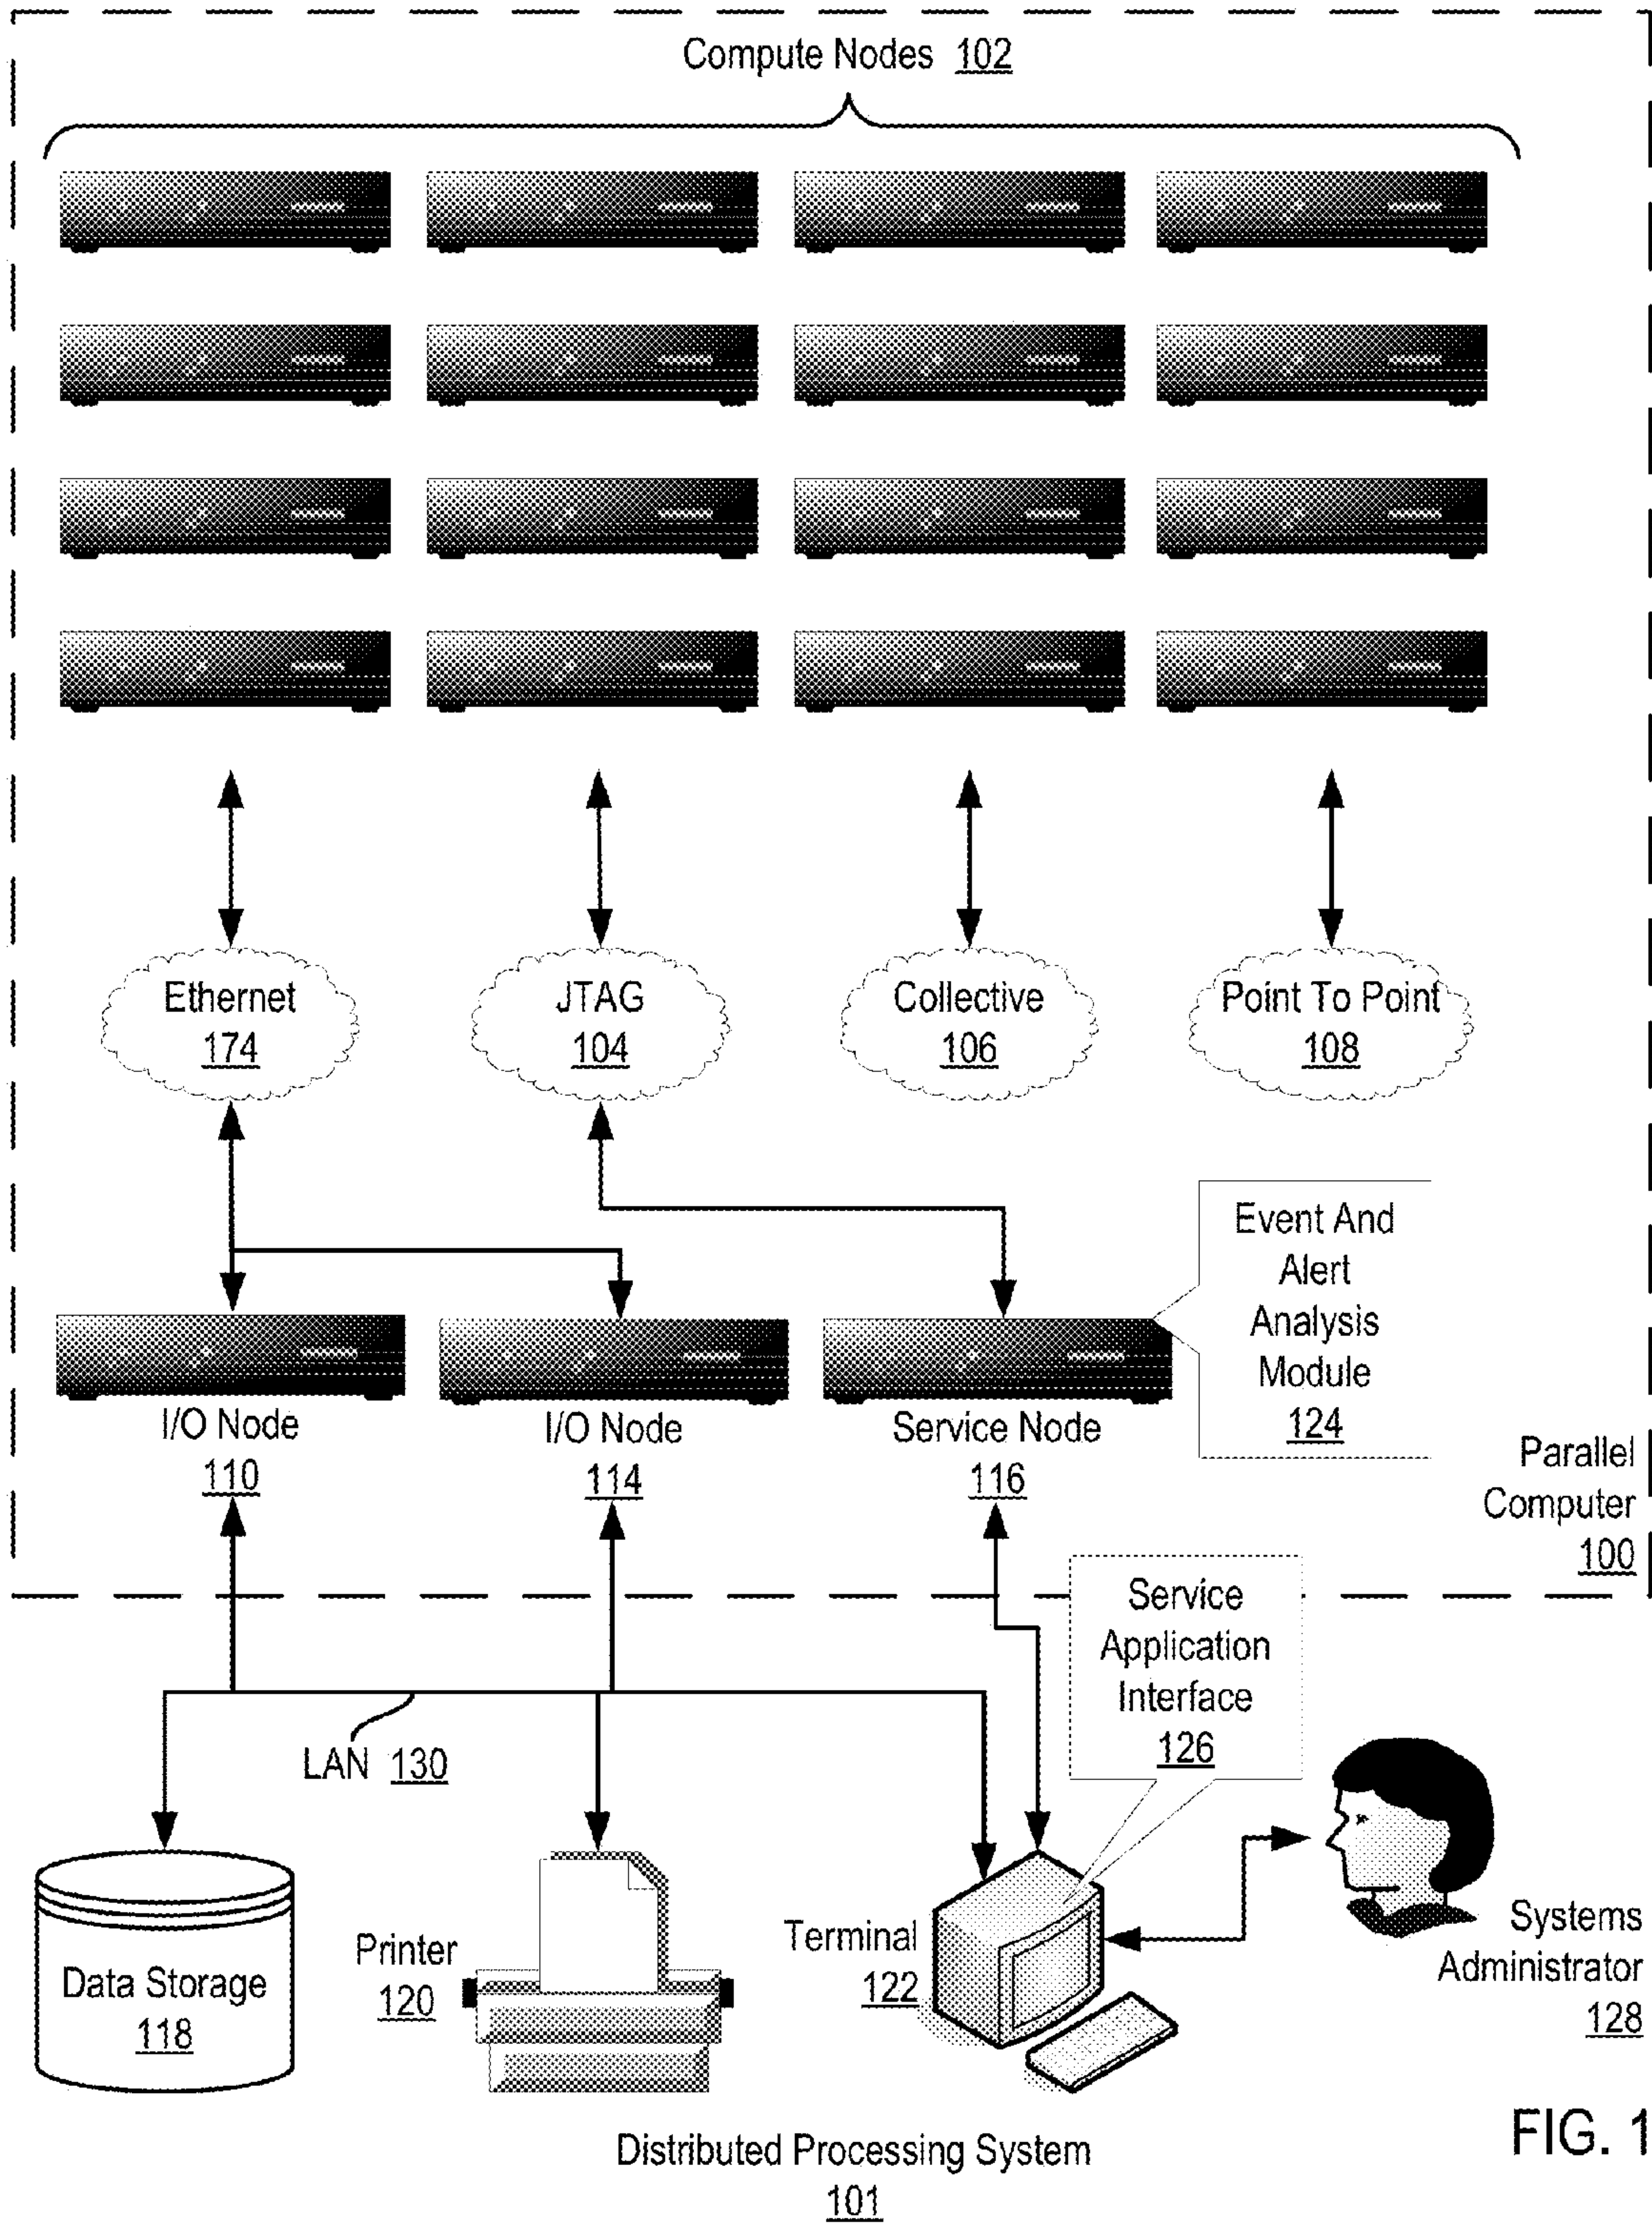 Compute Nodes 102
Ethernet
174
JTAG
104
Collective
106
Point To Point
108
Event And
Alert
Analysis
Module
124
I/O Node
110
I/O Node
114
Service Node
116
Parallel
Computer
100
Service
Application
Interface
126
LAN 130
Data Storage
118
Printer
120
Terminal
122
Systems
Administrator
128
Distributed Processing System
101
FIG. 1